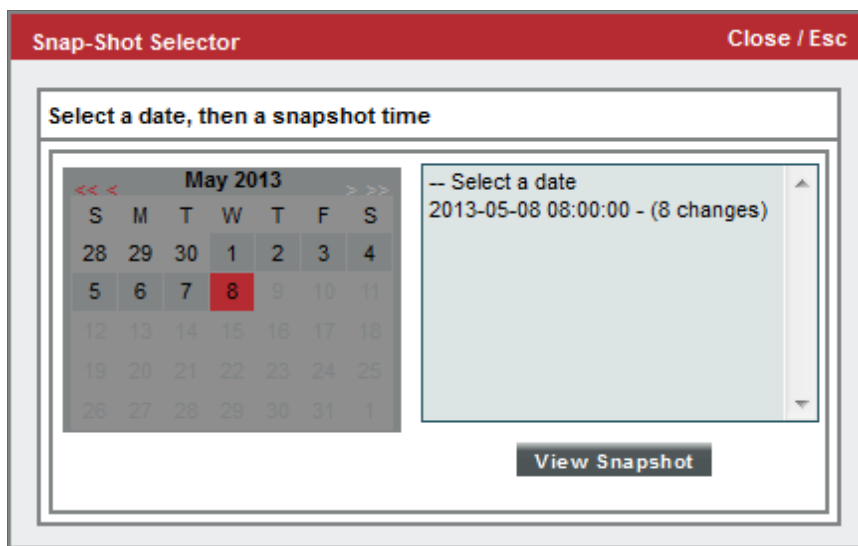 Snap-Shot Selector Close / Esc
Select a date, then a snapshot time
<< < May 2013 > >>
S M T W T F S
28 29 30 1 2 3 4
5 6 7 8 9 10 11
12 13 14 15 16 17 18
19 20 21 22 23 24 25
26 27 28 29 30 31 1
-- Select a date
2013-05-08 08:00:00 - (8 changes)
View Snapshot